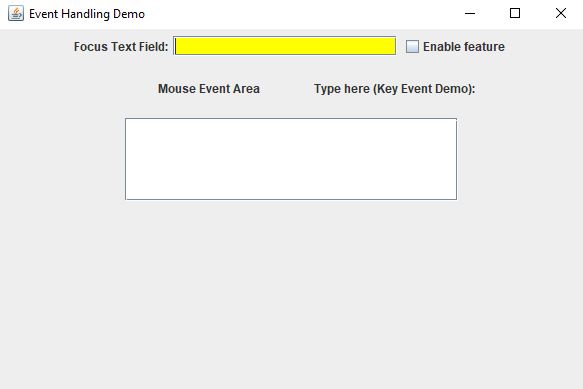 Event Handling Demo
Focus Text Field: Enable feature
Mouse Event Area Type here (Key Event Demo):